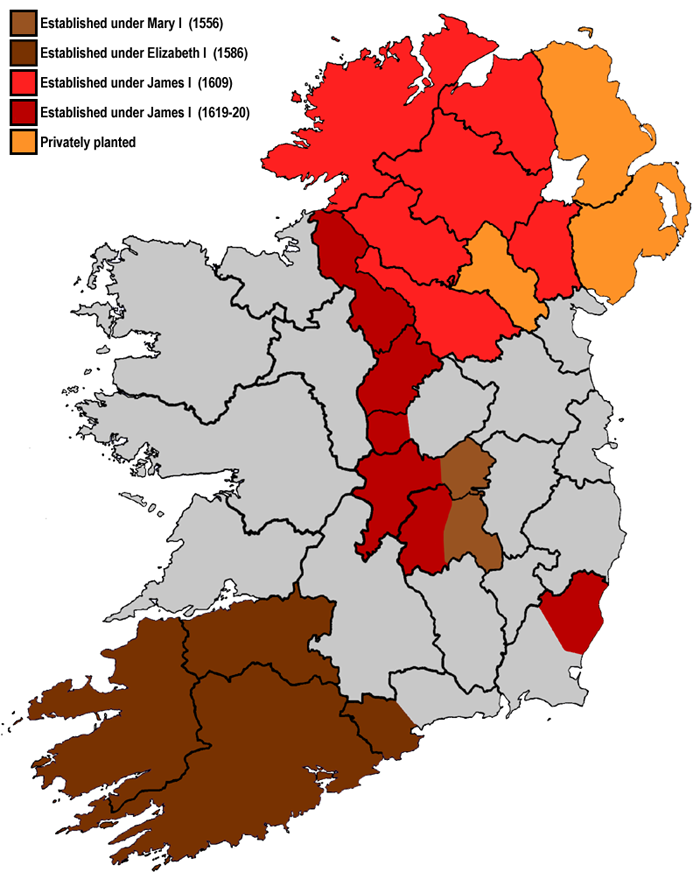 Established under Mary I (1556)
Established under Elizabeth I (1586)
Established under James I (1609)
Established under James I (1619-20)
Privately planted